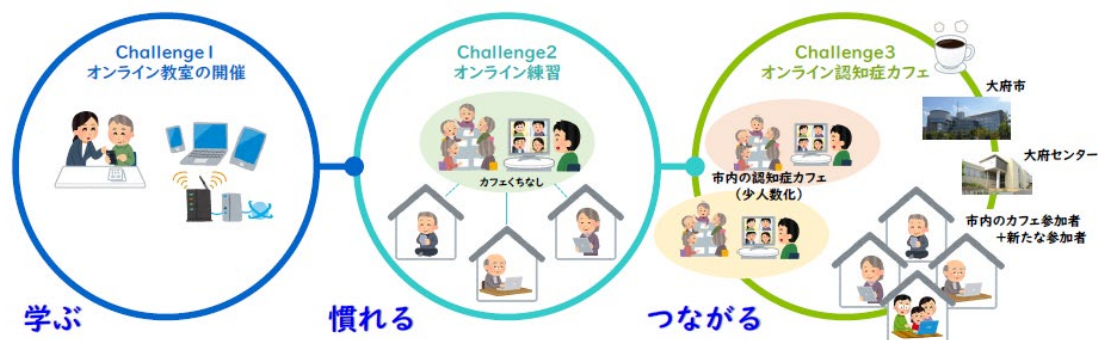 Challenge1
オンライン教室の開催
学ぶ
Challenge2
オンライン練習
カフェくちなし
慣れる
Challenge3
オンライン認知症カフェ
大府市
大府センター
市内の認知症カフェ
（少人数化）
市内のカフェ参加者
＋新たな参加者
つながる